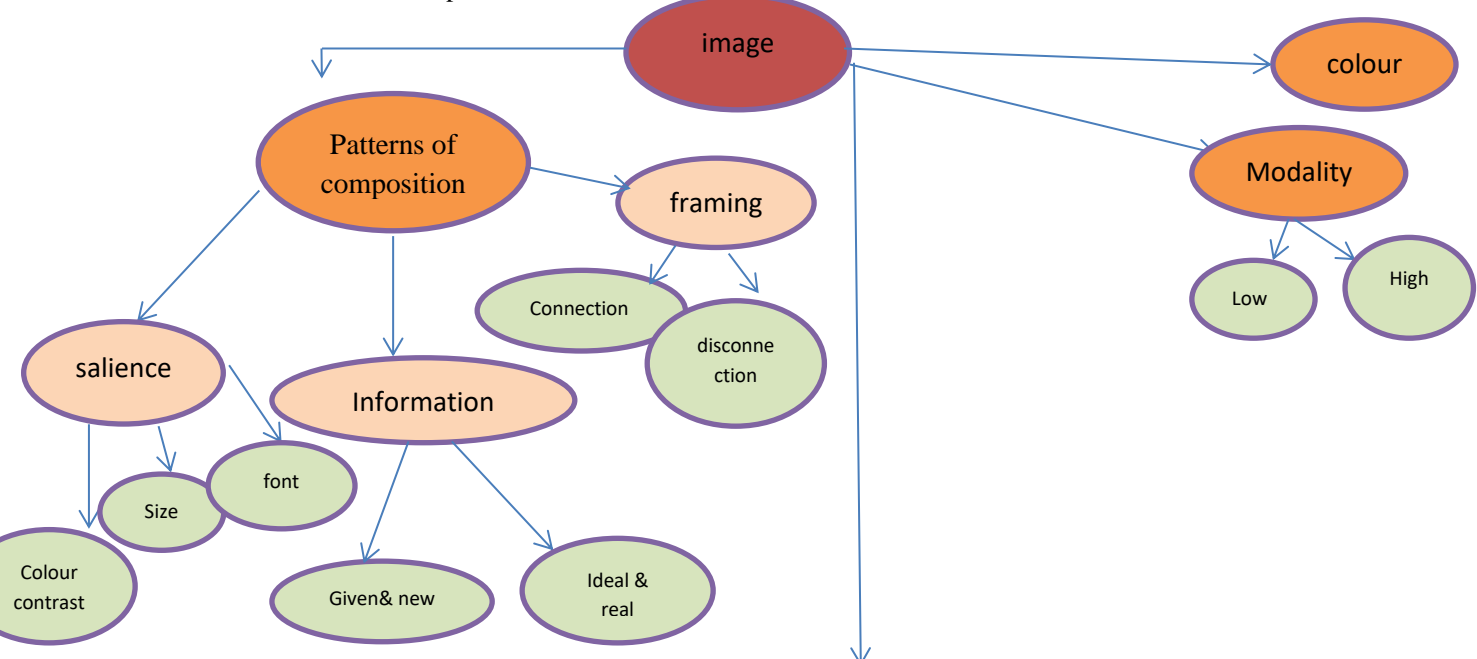 image
colour
Patterns of
composition
Modality
framing
Low
High
Connection
disconne
ction
salience
Information
font
Size
Colour
contrast
Given& new
Ideal &
real